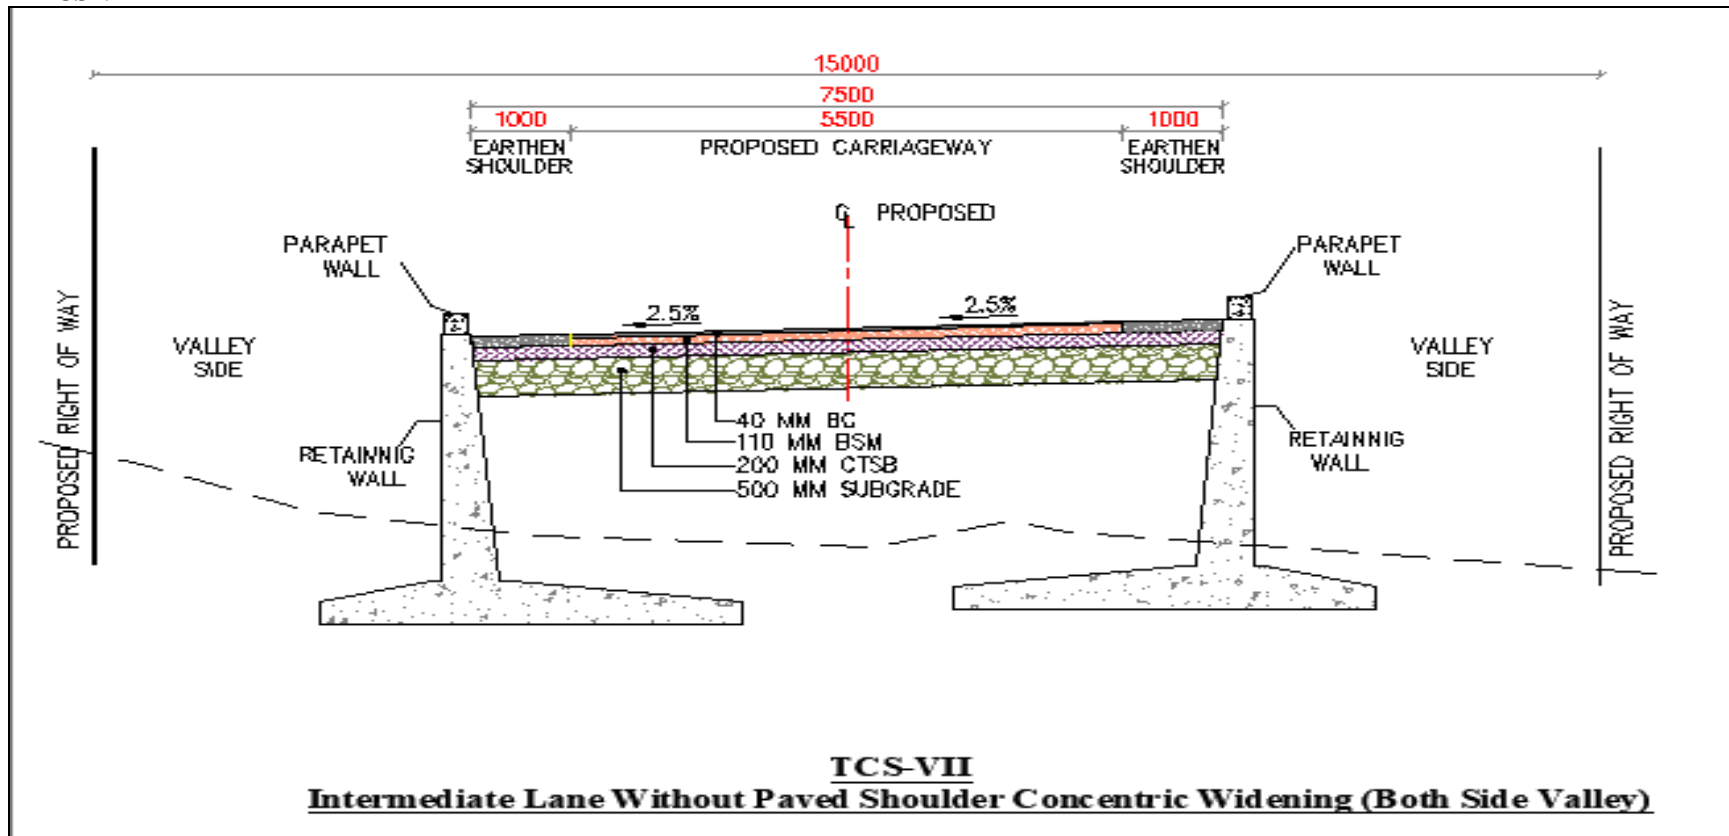 15000
7500
1000
5500
1000
EARTHEN
SHOULDER
PROPOSED CARRIAGEWAY
EARTHEN
SHOULDER
℄ PROPOSED
PARAPET
WALL
PARAPET
WALL
2.5%
2.5%
PROPOSED RIGHT OF WAY
VALLEY
SIDE
VALLEY
SIDE
PROPOSED RIGHT OF WAY
RETAINNIG
WALL
RETAINNIG
WALL
40 MM BC
110 MM BSM
200 MM CTSB
500 MM SUBGRADE
TCS-VII
Intermediate Lane Without Paved Shoulder Concentric Widening (Both Side Valley)